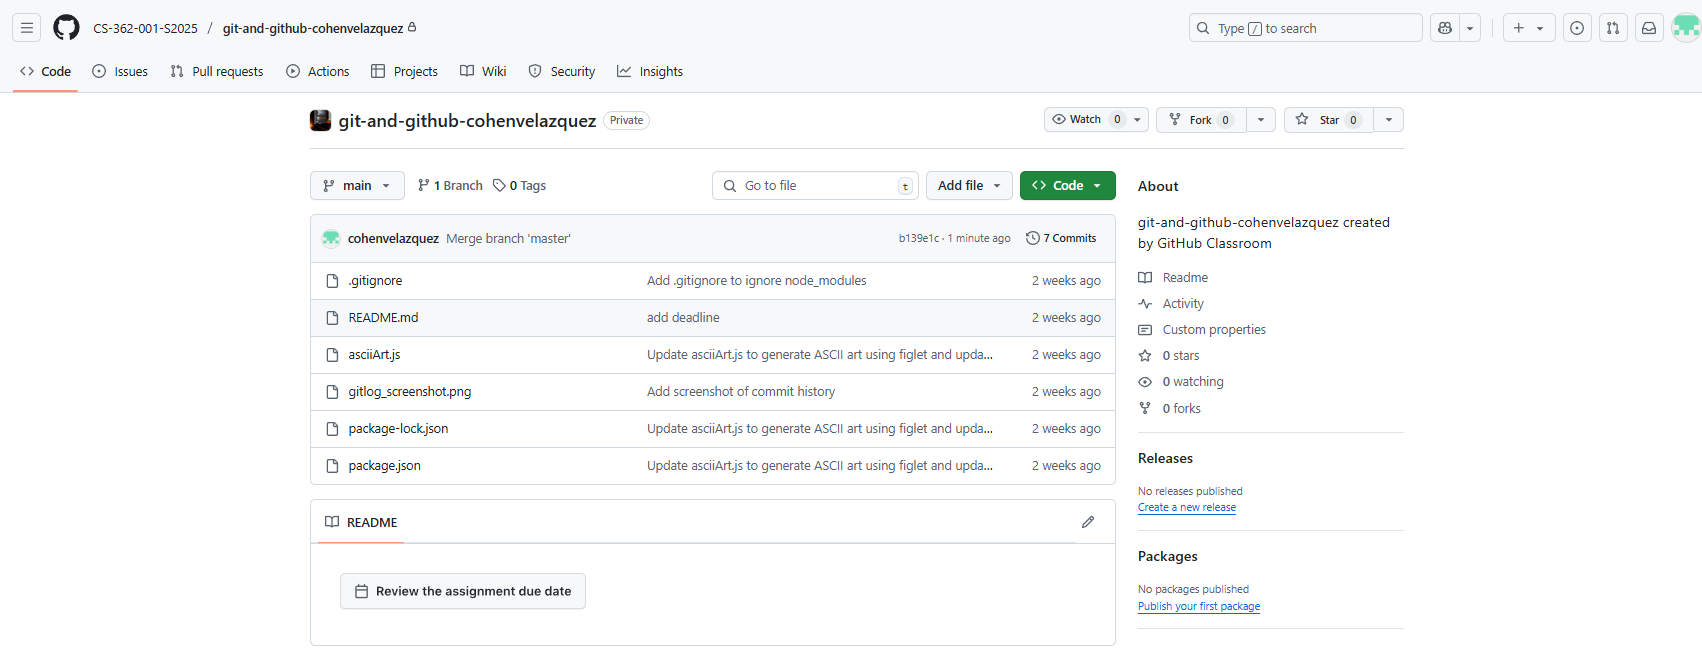 CS-362-001-S2025 / git-and-github-cohenvelazquez
Type / to search
Code Issues Pull requests Actions Projects Wiki Security Insights
git-and-github-cohenvelazquez Private
Watch 0 Fork 0 Star 0
main 1 Branch 0 Tags Go to file t Add file Code
cohenvelazquez Merge branch 'master' b139e1c · 1 minute ago 7 Commits
.gitignore Add .gitignore to ignore node_modules 2 weeks ago
README.md add deadline 2 weeks ago
asciiArt.js Update asciiArt.js to generate ASCII art using figlet and upda... 2 weeks ago
gitlog_screenshot.png Add screenshot of commit history 2 weeks ago
package-lock.json Update asciiArt.js to generate ASCII art using figlet and upda... 2 weeks ago
package.json Update asciiArt.js to generate ASCII art using figlet and upda... 2 weeks ago
README
Review the assignment due date
About
git-and-github-cohenvelazquez created
by GitHub Classroom
Readme
Activity
Custom properties
0 stars
0 watching
0 forks
Releases
No releases published
Create a new release
Packages
No packages published
Publish your first package